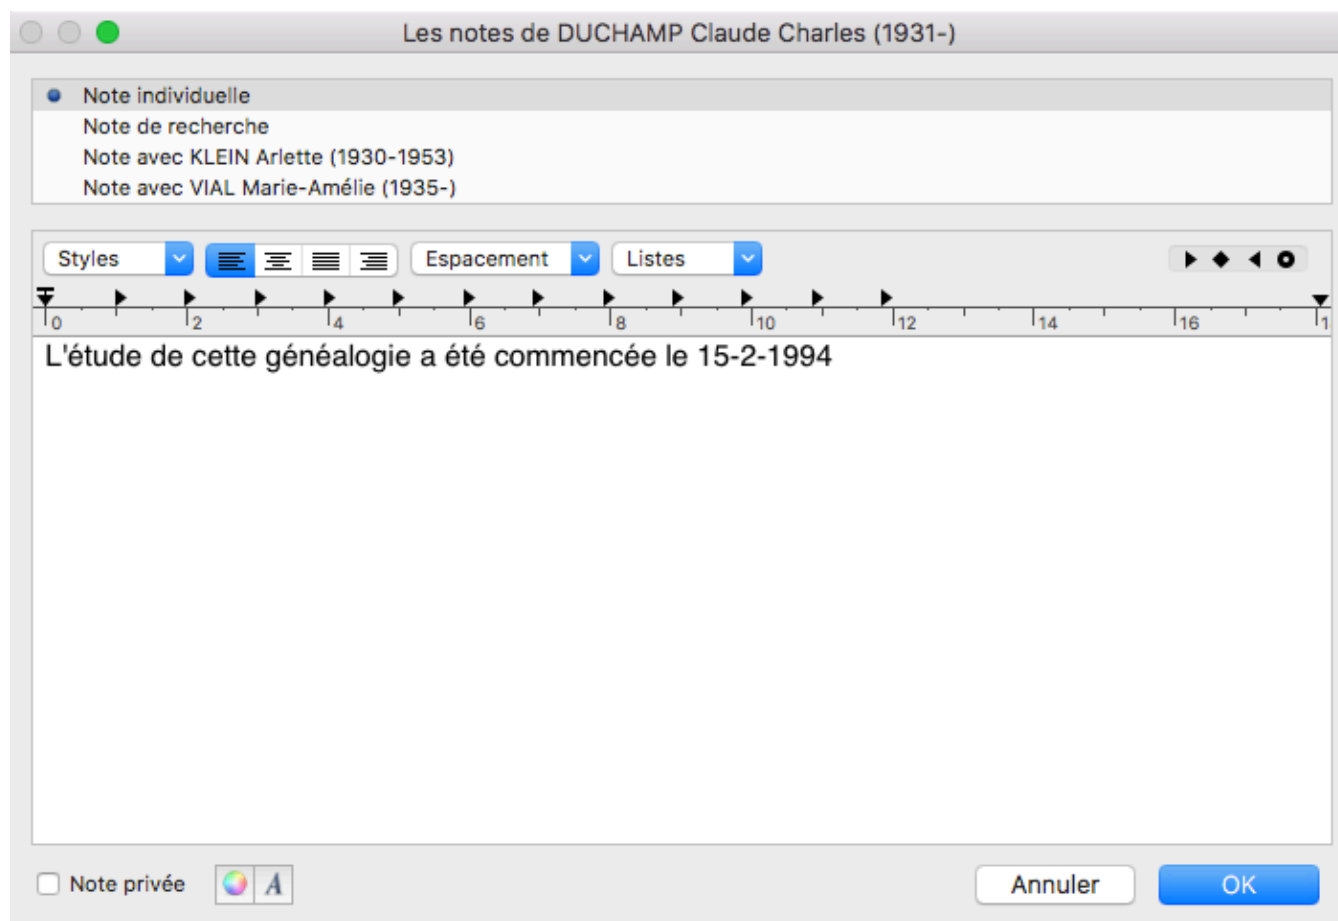 Les notes de DUCHAMP Claude Charles (1931-)
Note individuelle
Note de recherche
Note avec KLEIN Arlette (1930-1953)
Note avec VIAL Marie-Amélie (1935-)
Styles Espacement Listes
0 2 4 6 8 10 12 14 16 1
L'étude de cette généalogie a été commencée le 15-2-1994
Note privée A Annuler OK